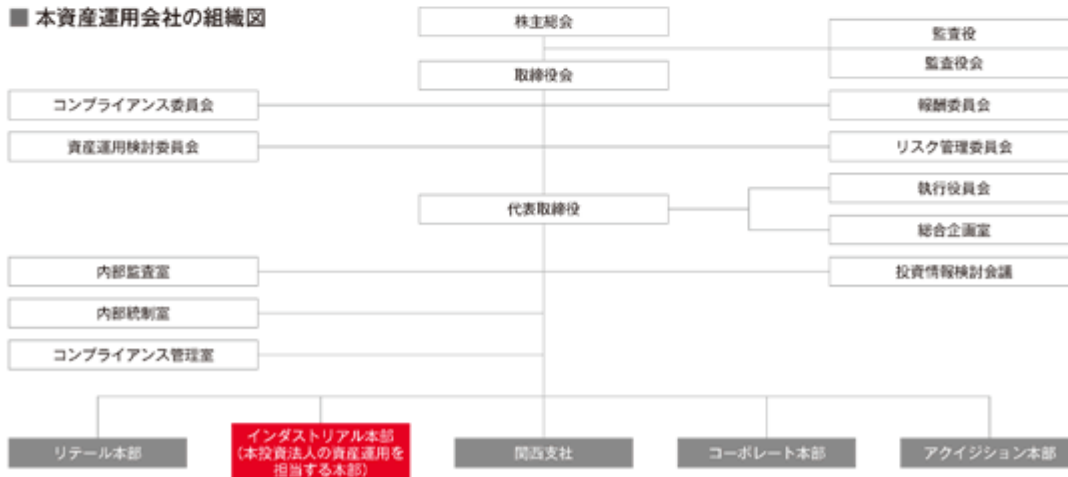 ■ 本資産運用会社の組織図
株主総会
監査役
監査役会
取締役会
コンプライアンス委員会
報酬委員会
資産運用検討委員会
リスク管理委員会
執行役員会
代表取締役
総合企画室
内部監査室
投資情報検討会議
内部統制室
コンプライアンス管理室
リテール本部
インダストリアル本部
(本投資法人の資産運用を
担当する本部)
関西支社
コーポレート本部
アクイジション本部